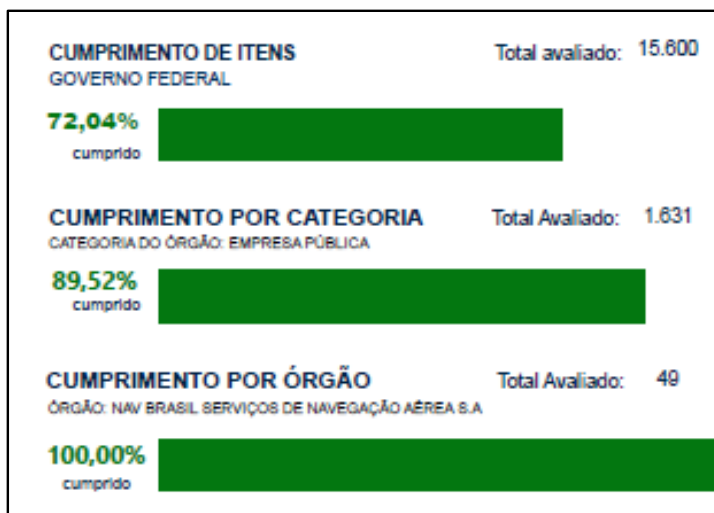 CUMPRIMENTO DE ITENS Total avaliado: 15.600
GOVERNO FEDERAL
72,04%
cumprido
CUMPRIMENTO POR CATEGORIA Total Avaliado: 1.631
CATEGORIA DO ÓRGÃO: EMPRESA PÚBLICA
89,52%
cumprido
CUMPRIMENTO POR ÓRGÃO Total Avaliado: 49
ÓRGÃO: NAV BRASIL SERVIÇOS DE NAVEGAÇÃO AÉREA S.A
100,00%
cumprido